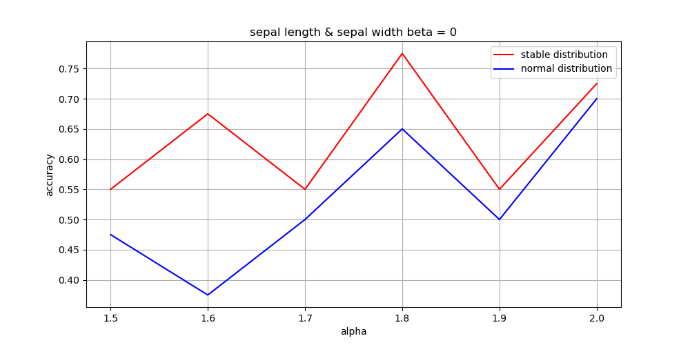 sepal length & sepal width beta = 0
stable distribution
normal distribution
accuracy
0.75
0.70
0.65
0.60
0.55
0.50
0.45
0.40
1.5 1.6 1.7 1.8 1.9 2.0
alpha